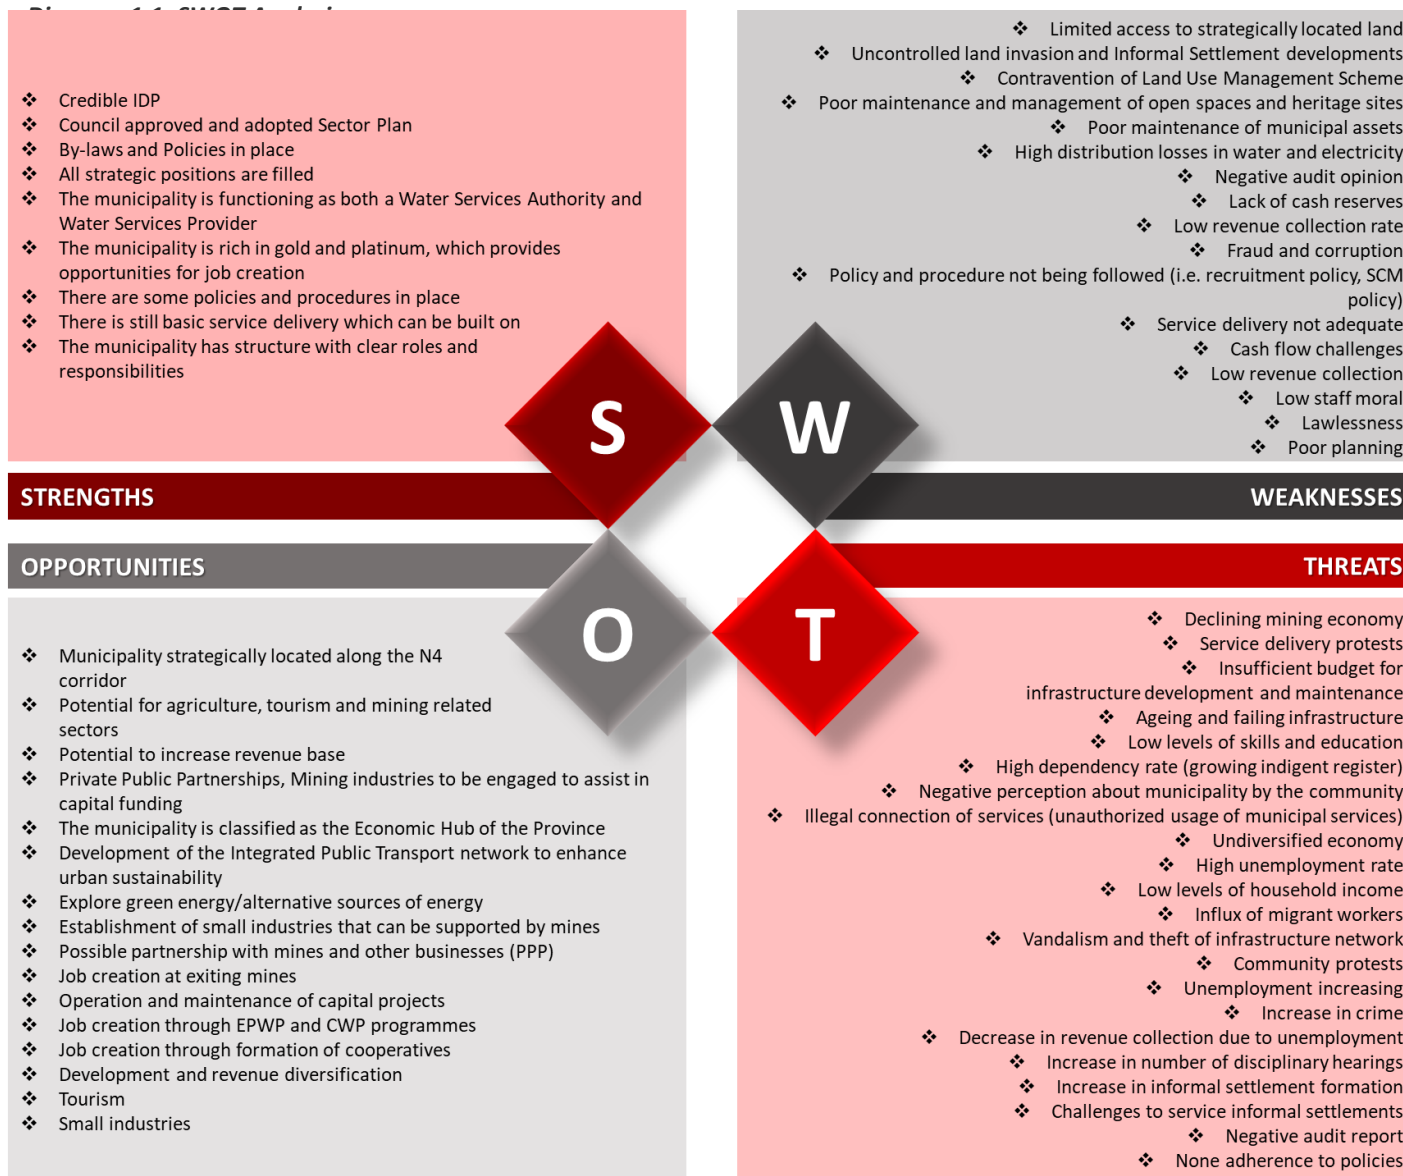 ❖ Credible IDP
❖ Council approved and adopted Sector Plan
❖ By-laws and Policies in place
❖ All strategic positions are filled
❖ The municipality is functioning as both a Water Services Authority and
Water Services Provider
❖ The municipality is rich in gold and platinum, which provides
opportunities for job creation
❖ There are some policies and procedures in place
❖ There is still basic service delivery which can be built on
❖ The municipality has structure with clear roles and
responsibilities
S
STRENGTHS
❖ Limited access to strategically located land
❖ Uncontrolled land invasion and Informal Settlement developments
❖ Contravention of Land Use Management Scheme
❖ Poor maintenance and management of open spaces and heritage sites
❖ Poor maintenance of municipal assets
❖ High distribution losses in water and electricity
❖ Negative audit opinion
❖ Lack of cash reserves
❖ Low revenue collection rate
❖ Fraud and corruption
❖ Policy and procedure not being followed (i.e. recruitment policy, SCM
policy)
❖ Service delivery not adequate
❖ Cash flow challenges
❖ Low revenue collection
❖ Low staff moral
❖ Lawlessness
❖ Poor planning
W
WEAKNESSES
OPPORTUNITIES
O
❖ Municipality strategically located along the N4
corridor
❖ Potential for agriculture, tourism and mining related
sectors
❖ Potential to increase revenue base
❖ Private Public Partnerships, Mining industries to be engaged to assist in
capital funding
❖ The municipality is classified as the Economic Hub of the Province
❖ Development of the Integrated Public Transport network to enhance
urban sustainability
❖ Explore green energy/alternative sources of energy
❖ Establishment of small industries that can be supported by mines
❖ Possible partnership with mines and other businesses (PPP)
❖ Job creation at exiting mines
❖ Operation and maintenance of capital projects
❖ Job creation through EPWP and CWP programmes
❖ Job creation through formation of cooperatives
❖ Development and revenue diversification
❖ Tourism
❖ Small industries
THREATS
T
❖ Declining mining economy
❖ Service delivery protests
❖ Insufficient budget for
infrastructure development and maintenance
❖ Ageing and failing infrastructure
❖ Low levels of skills and education
❖ High dependency rate (growing indigent register)
❖ Negative perception about municipality by the community
❖ Illegal connection of services (unauthorized usage of municipal services)
❖ Undiversified economy
❖ High unemployment rate
❖ Low levels of household income
❖ Influx of migrant workers
❖ Vandalism and theft of infrastructure network
❖ Community protests
❖ Unemployment increasing
❖ Increase in crime
❖ Decrease in revenue collection due to unemployment
❖ Increase in number of disciplinary hearings
❖ Increase in informal settlement formation
❖ Challenges to service informal settlements
❖ Negative audit report
❖ None adherence to policies